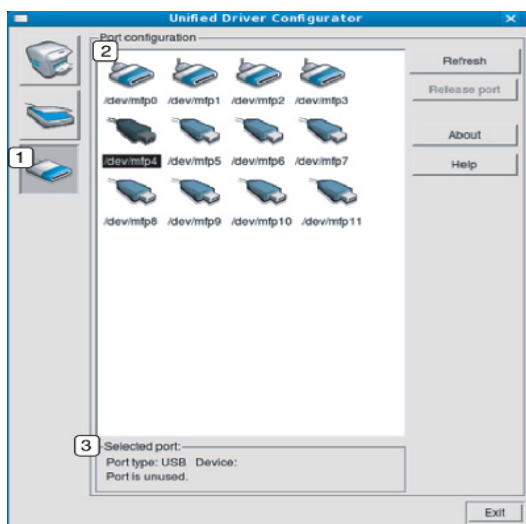 Unified Driver Configurator
Port configuration
2
/dev/mfp0 /dev/mfp1 /dev/mfp2 /dev/mfp3
/dev/mfp4 /dev/mfp5 /dev/mfp6 /dev/mfp7
/dev/mfp8 /dev/mfp9 /dev/mfp10 /dev/mfp11
1
Refresh
Release port
About
Help
3
Selected port:
Port type: USB Device:
Port is unused.
Exit